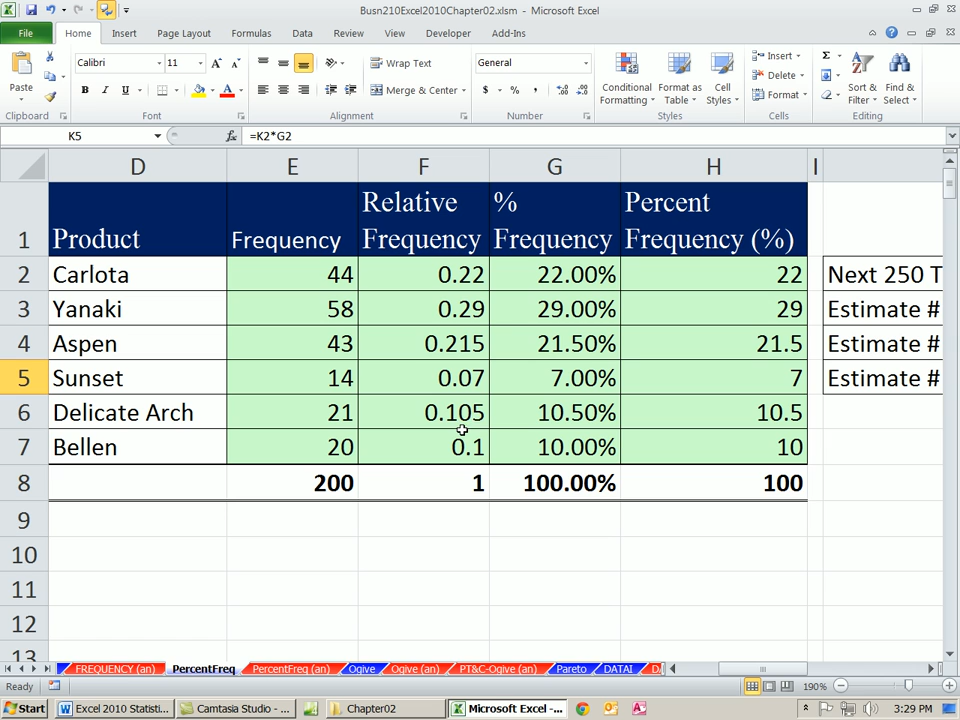 Busn210Excel2010Chapter02.xlsm - Microsoft Excel
File Home Insert Page Layout Formulas Data Review View Developer Add-Ins
Paste
Calibri 11
B I U
Wrap Text
Merge & Center
General
$ % ,
Conditional Formatting
Format as Table
Cell Styles
Insert
Delete
Format
Sort & Filter
Find & Select
Clipboard Font Alignment Number Styles Cells Editing
K5 fx =K2*G2
D E F G H I
1 Product Frequency Relative Frequency % Frequency Percent Frequency (%)
2 Carlota 44 0.22 22.00% 22 Next 250 T
3 Yanaki 58 0.29 29.00% 29 Estimate #
4 Aspen 43 0.215 21.50% 21.5 Estimate #
5 Sunset 14 0.07 7.00% 7 Estimate #
6 Delicate Arch 21 0.105 10.50% 10.5
7 Bellen 20 0.1 10.00% 10
8 200 1 100.00% 100
9
10
11
12
13
FREQUENCY (an) PercentFreq PercentFreq (an) Ogive Ogive (an) PT&C-Ogive (an) Pareto DATAI
Ready 190%
Start Excel 2010 Statisti... Camtasia Studio - ... Chapter02 Microsoft Excel -... 3:29 PM